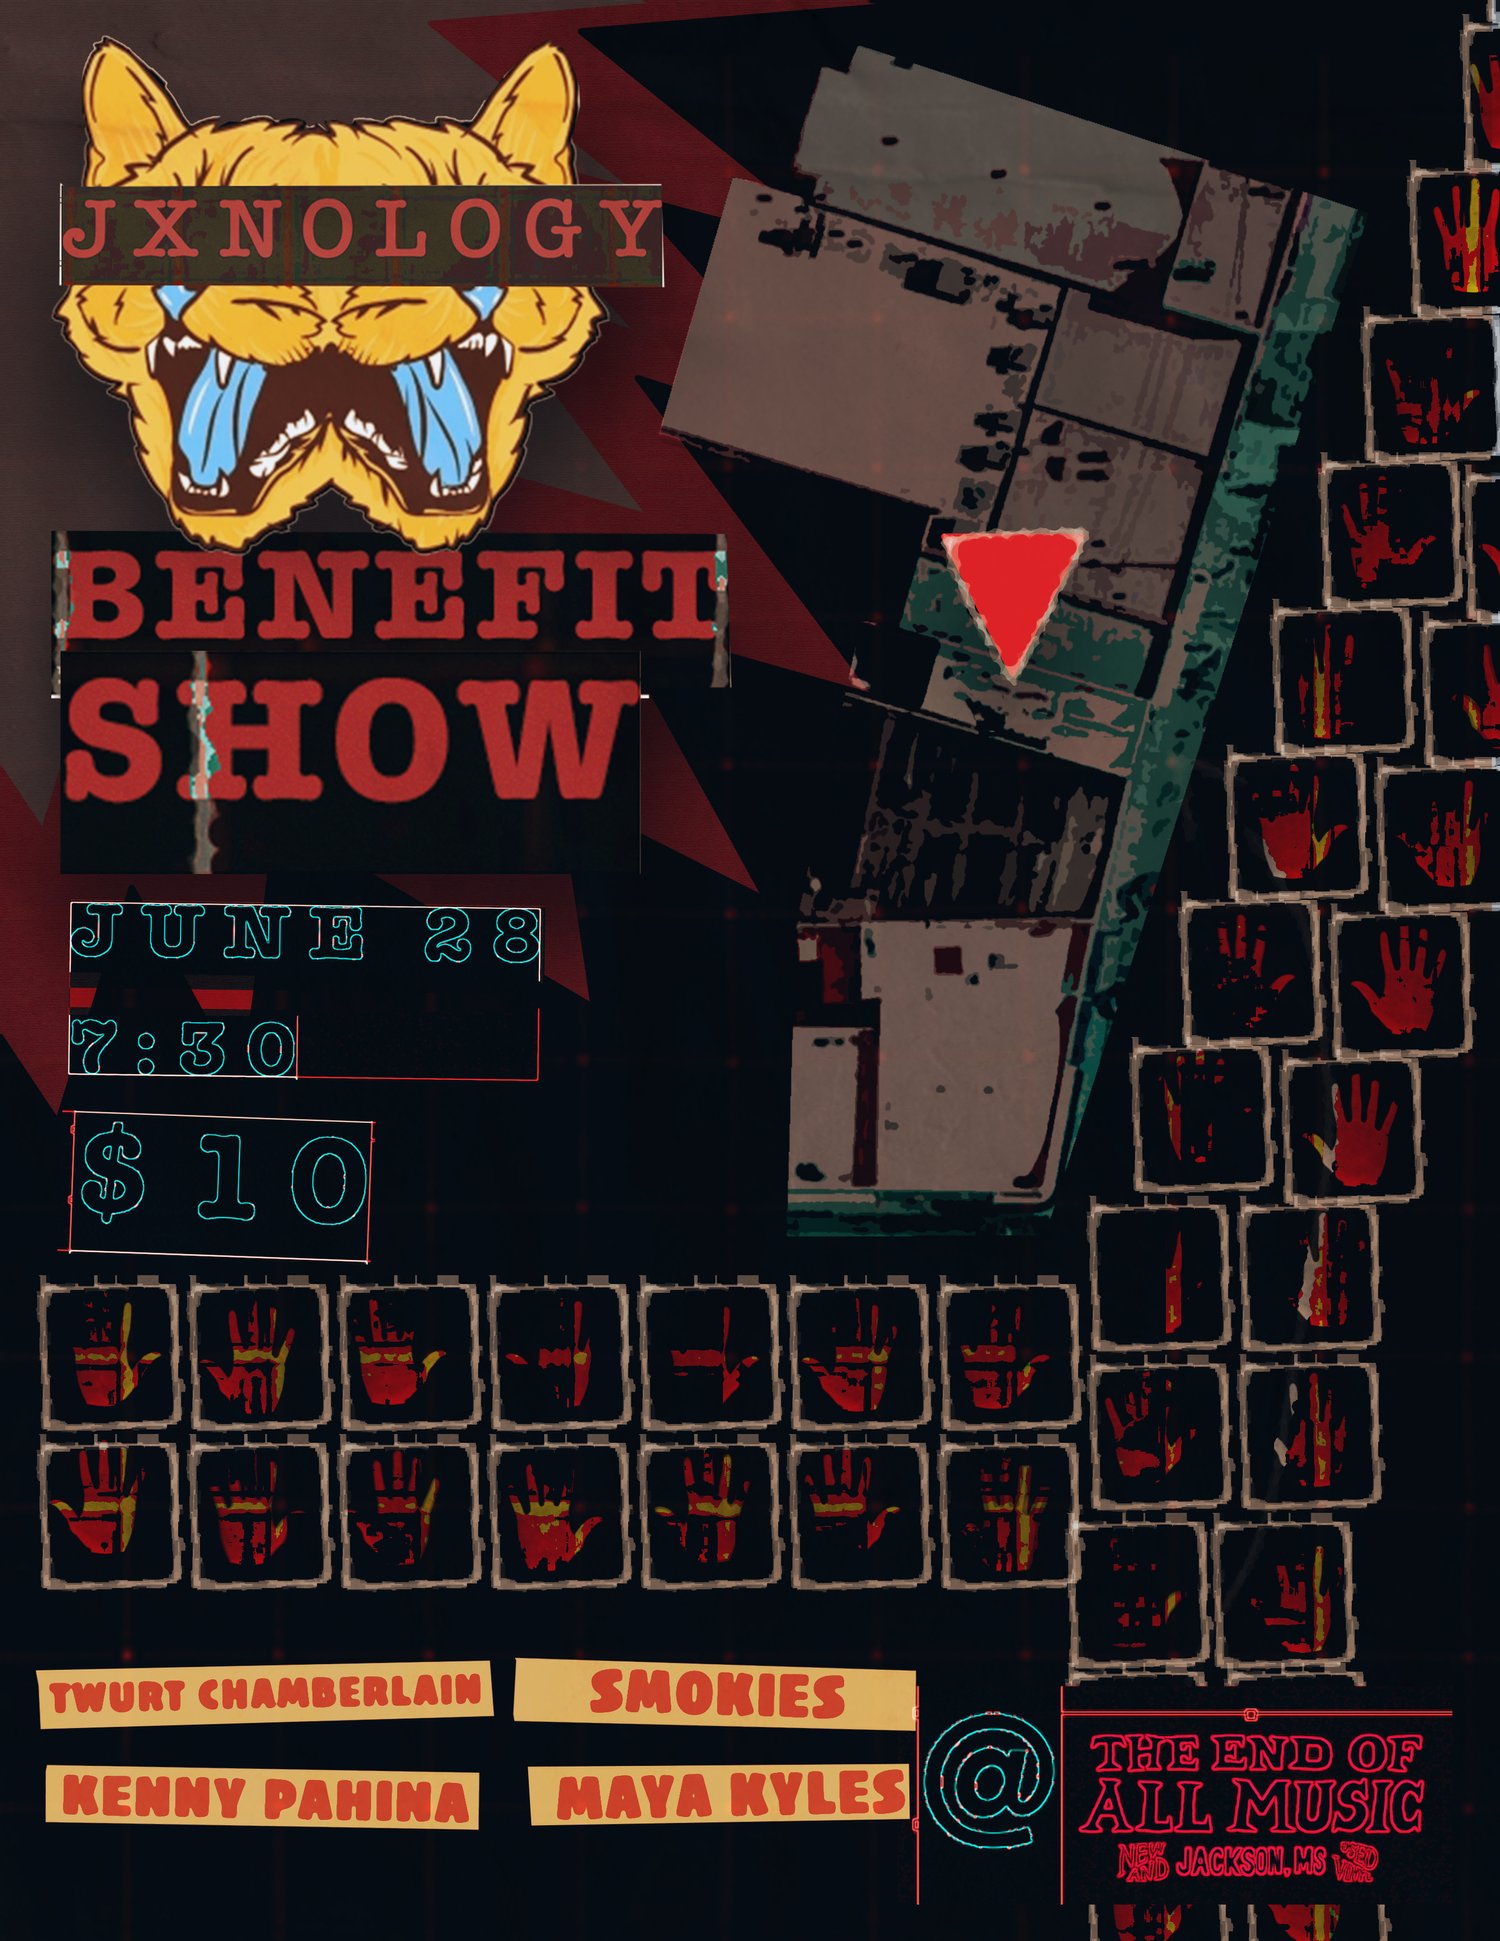 JXNOLOGY
BENEFIT
SHOW
JUNE 28
7:30
$10
TWURT CHAMBERLAIN
SMOKIES
KENNY PAHINA
MAYA KYLES
@
THE END OF
ALL MUSIC
NEW AND JACKSON, MS USED VINYL